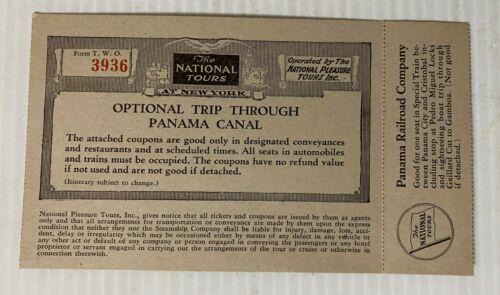 Form T. W. O.
3936
The
NATIONAL
TOURS
AT NEW YORK
Operated by The
NATIONAL PLEASURE
TOURS Inc.
OPTIONAL TRIP THROUGH
PANAMA CANAL
The attached coupons are good only in designated conveyances
and restaurants and at scheduled times. All seats in automobiles
and trains must be occupied. The coupons have no refund value
if not used and are not good if detached.
(Itinerary subject to change.)
National Pleasure Tours, Inc., gives notice that all tickets and coupons are issued by them as agents
only and that all arrangements for transportation or conveyance are made by them upon the express
condition that neither they nor the Steamship Company shall be liable for injury, damage, loss, acci-
dent, delay or irregularity which may be occasioned either by means of any defect in any vehicle or
any other act or default of any company or person engaged in conveying the passengers or any hotel
proprietor or servant engaged in carrying out the arrangements of the tour or cruise or otherwise in
connection therewith.
Panama Railroad Company
Good for one seat in Special Train be-
tween Panama City and Cristobal in-
cluding stop at Pedro Miguel Locks
and sightseeing boat trip through
Gaillard Cut to Gamboa. (Not good
if detached.)
The
NATIONAL
TOURS